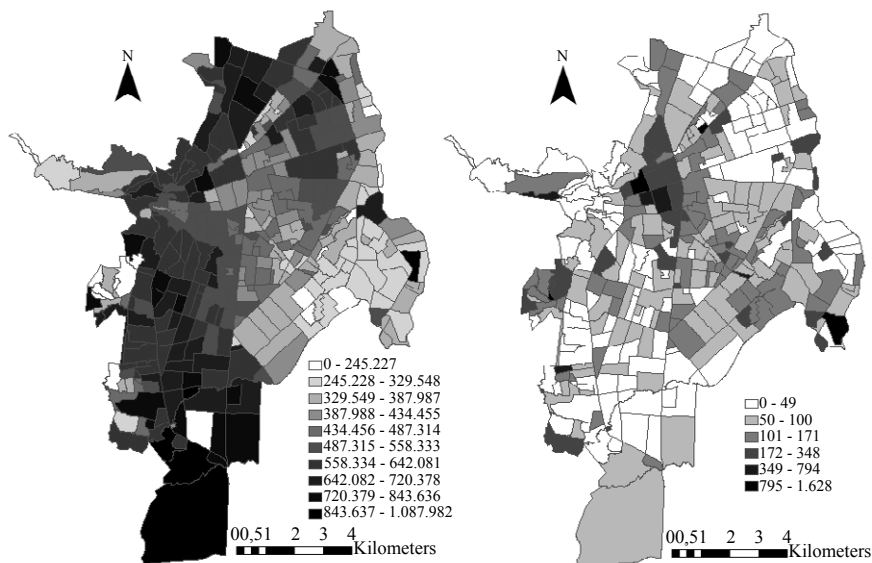 N
0 - 245.227
245.228 - 329.548
329.549 - 387.987
387.988 - 434.455
434.456 - 487.314
487.315 - 558.333
558.334 - 642.081
642.082 - 720.378
720.379 - 843.636
843.637 - 1.087.982
00,51 2 3 4
Kilometers
N
0 - 49
50 - 100
101 - 171
172 - 348
349 - 794
795 - 1.628
00,51 2 3 4
Kilometers